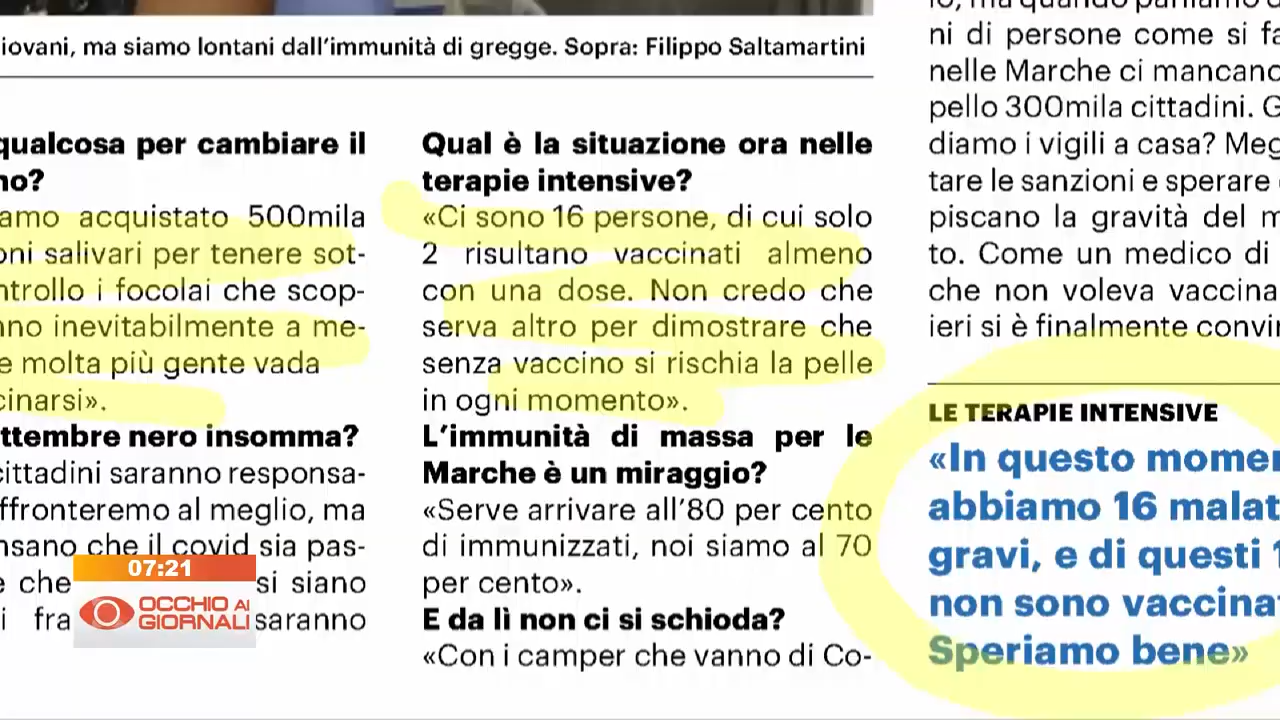 iovani, ma siamo lontani dall'immunità di gregge. Sopra: Filippo Saltamartini
qualcosa per cambiare il
no?
amo acquistato 500mila
oni salivari per tenere sot-
ntrollo i focolai che scop-
nno inevitabilmente a me-
e molta più gente vada
cinarsi».
ttembre nero insomma?
cittadini saranno responsa-
ffronteremo al meglio, ma
nsano che il covid sia pas-
e che si siano
i fra saranno
Qual è la situazione ora nelle
terapie intensive?
«Ci sono 16 persone, di cui solo
2 risultano vaccinati almeno
con una dose. Non credo che
serva altro per dimostrare che
senza vaccino si rischia la pelle
in ogni momento».
L'immunità di massa per le
Marche è un miraggio?
«Serve arrivare all'80 per cento
di immunizzati, noi siamo al 70
per cento».
E da lì non ci si schioda?
«Con i camper che vanno di Co-
ni di persone come si fa
nelle Marche ci mancano
pello 300mila cittadini. G
diamo i vigili a casa? Meg
tare le sanzioni e sperare
piscano la gravità del m
to. Come un medico di
che non voleva vaccina
ieri si è finalmente convin
LE TERAPIE INTENSIVE
«In questo momen
abbiamo 16 malat
gravi, e di questi 1
non sono vaccinat
Speriamo bene»
07:21
OCCHIO AI
GIORNALI